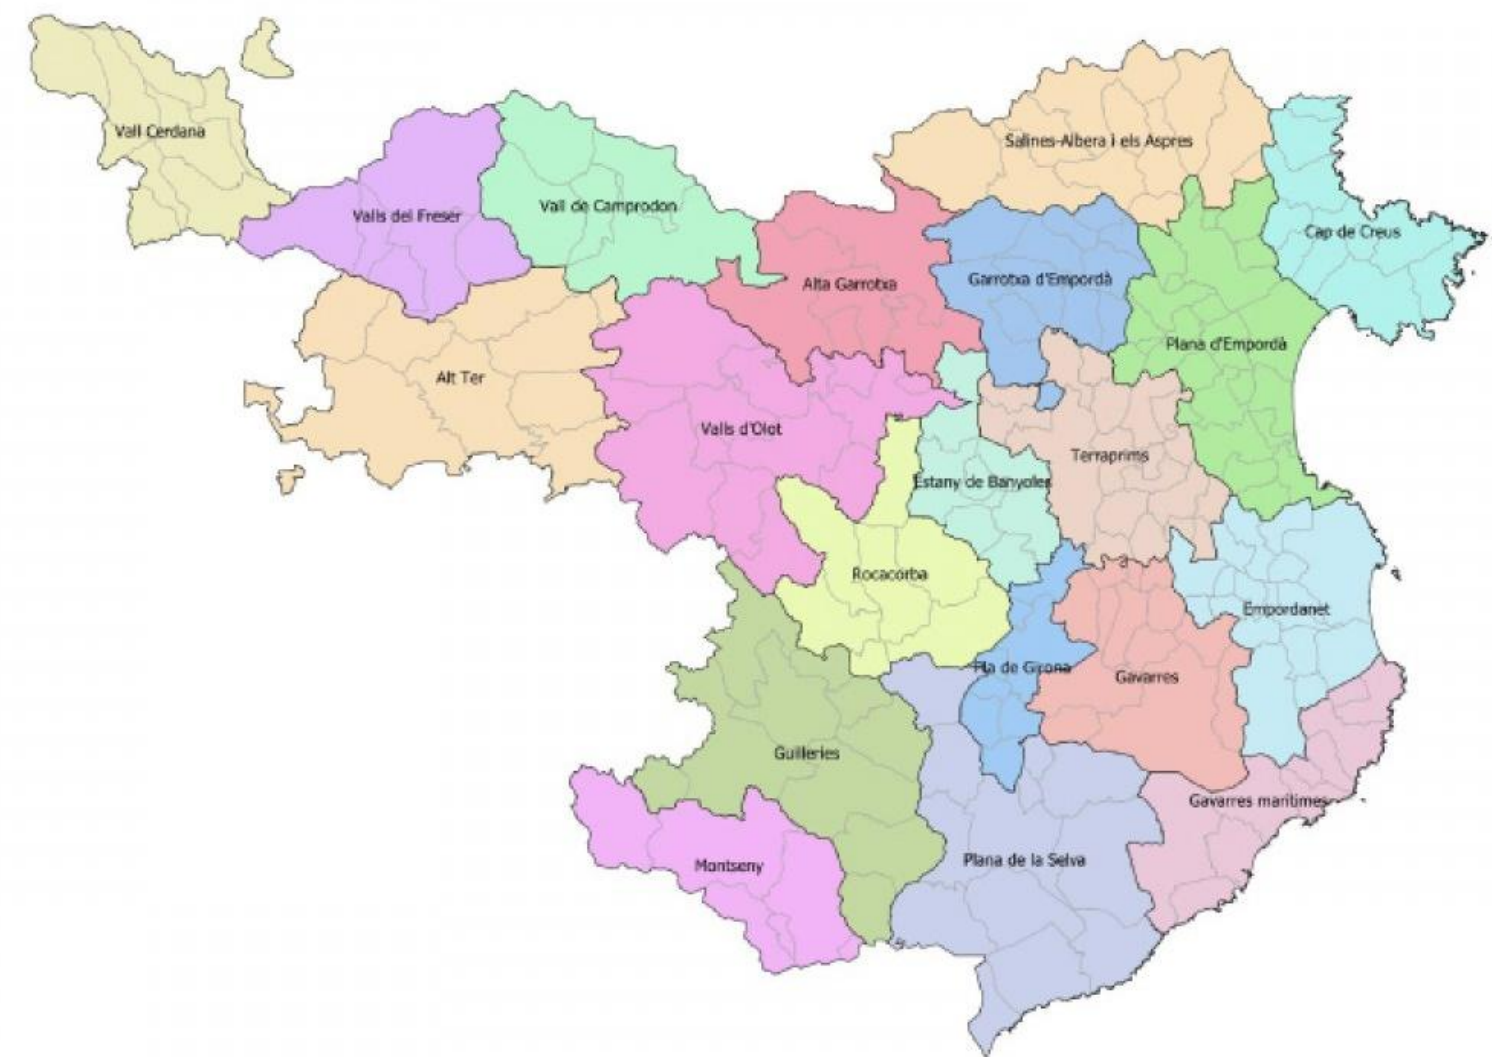 Vall Cerdana
Salines-Albera i els Aspres
Valls del Freser
Vall de Camprodon
Cap de Creus
Alta Garrotxa
Garrotxa d'Empordà
Plana d'Empordà
Alt Ter
Valls d'Olot
Terraprims
Estany de Banyoles
Rocacorba
Empordanet
Pla de Girona
Gavarres
Guilleries
Gavarres marítimes
Montseny
Plana de la Selva